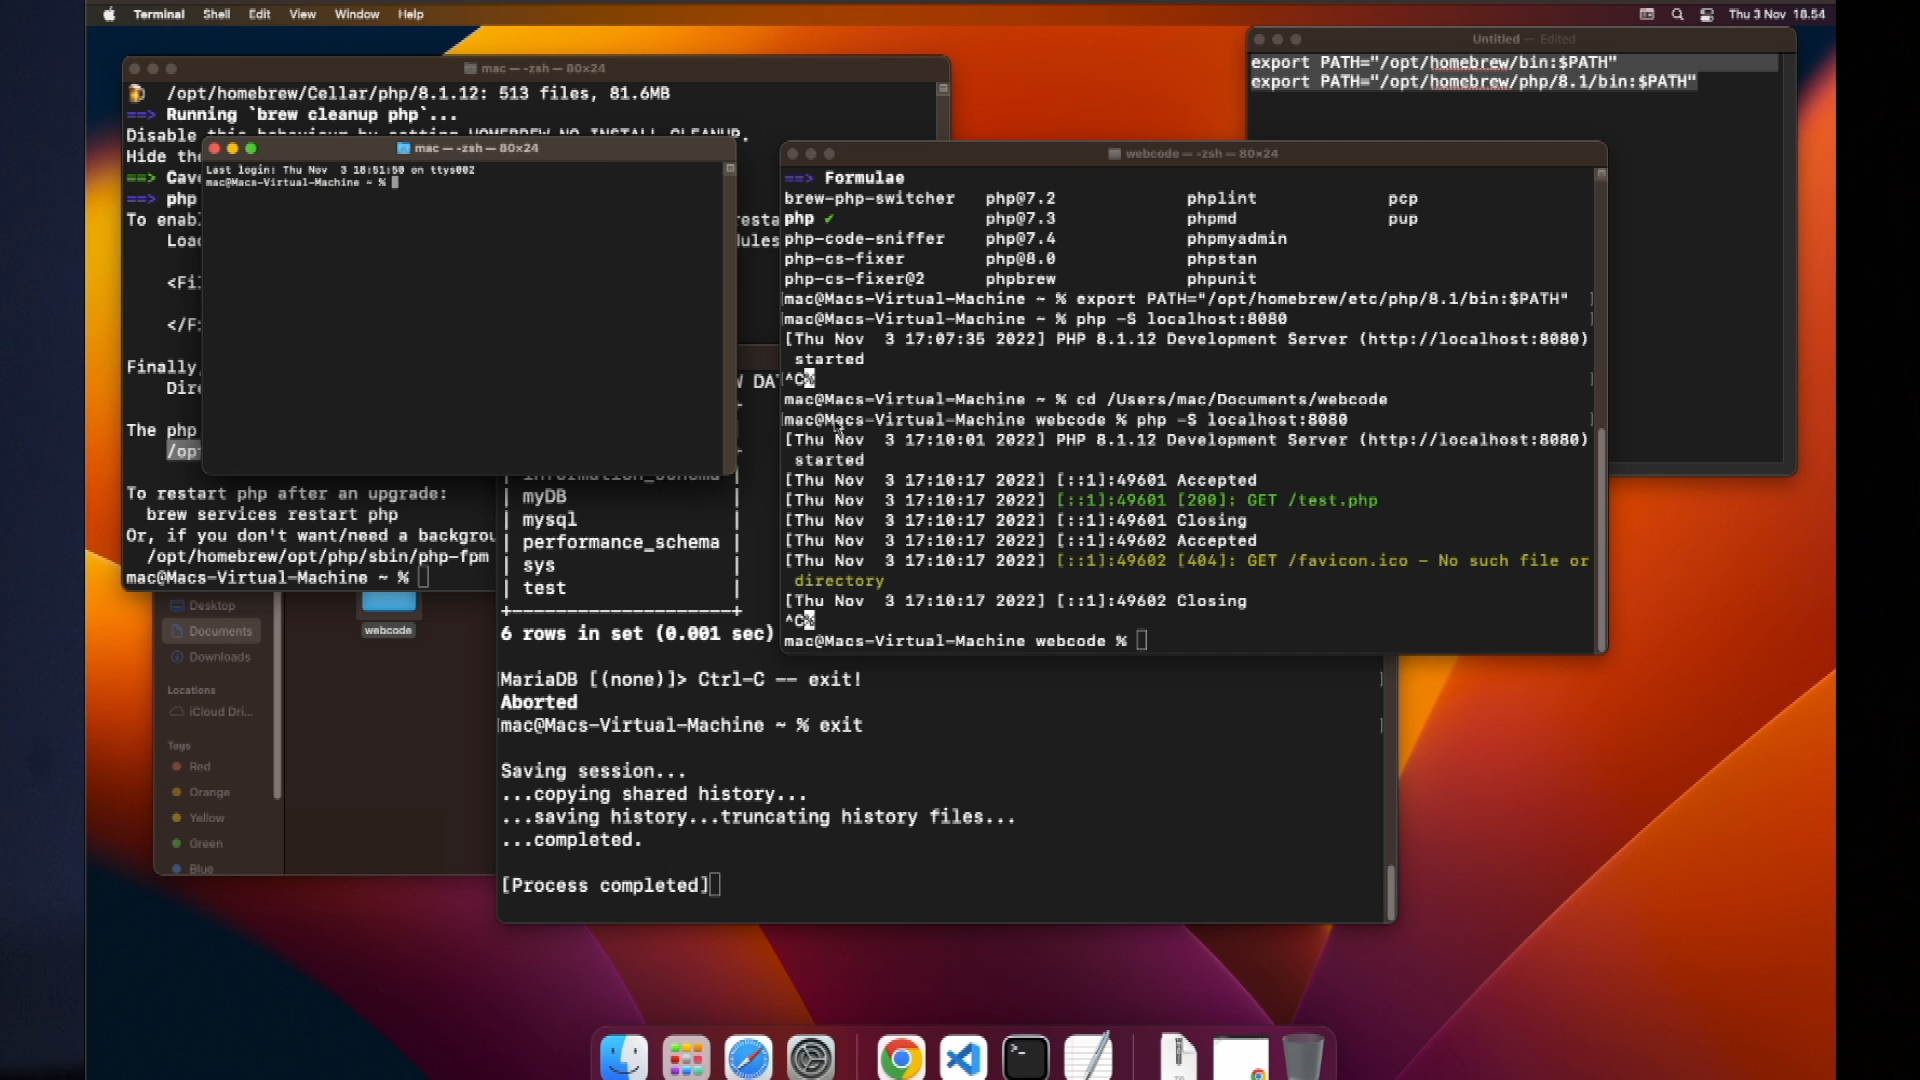 Terminal Shell Edit View Window Help
Thu 3 Nov 18.54
mac — -zsh — 80×24
/opt/homebrew/Cellar/php/8.1.12: 513 files, 81.6MB
==> Running `brew cleanup php`...
Disable this behaviour by setting HOMEBREW_NO_INSTALL_CLEANUP.
Hide the
==> Cav
==> php
To enab
resta
Loa
dules
<Fi
</F
Finally,
Dire
The php
/op
To restart php after an upgrade:
brew services restart php
Or, if you don't want/need a backgrou
/opt/homebrew/opt/php/sbin/php-fpm
mac@Macs-Virtual-Machine ~ %
mac — -zsh — 80×24
Last login: Thu Nov  3 18:51:50 on ttys002
mac@Macs-Virtual-Machine ~ %
Untitled — Edited
export PATH="/opt/homebrew/bin:$PATH"
export PATH="/opt/homebrew/php/8.1/bin:$PATH"
webcode — -zsh — 80×24
==> Formulae
brew-php-switcher php@7.2 phplint pcp
php ✔ php@7.3 phpmd pup
php-code-sniffer php@7.4 phpmyadmin
php-cs-fixer php@8.0 phpstan
php-cs-fixer@2 phpbrew phpunit
mac@Macs-Virtual-Machine ~ % export PATH="/opt/homebrew/etc/php/8.1/bin:$PATH"
mac@Macs-Virtual-Machine ~ % php -S localhost:8080
[Thu Nov  3 17:07:35 2022] PHP 8.1.12 Development Server (http://localhost:8080)
started
^C%
mac@Macs-Virtual-Machine ~ % cd /Users/mac/Documents/webcode
mac@Macs-Virtual-Machine webcode % php -S localhost:8080
[Thu Nov  3 17:10:01 2022] PHP 8.1.12 Development Server (http://localhost:8080)
started
[Thu Nov  3 17:10:17 2022] [::1]:49601 Accepted
[Thu Nov  3 17:10:17 2022] [::1]:49601 [200]: GET /test.php
[Thu Nov  3 17:10:17 2022] [::1]:49601 Closing
[Thu Nov  3 17:10:17 2022] [::1]:49602 Accepted
[Thu Nov  3 17:10:17 2022] [::1]:49602 [404]: GET /favicon.ico – No such file or
directory
[Thu Nov  3 17:10:17 2022] [::1]:49602 Closing
^C%
mac@Macs-Virtual-Machine webcode %
W DA
| information_schema |
| myDB |
| mysql |
| performance_schema |
| sys |
| test |
+--------------------+
6 rows in set (0.001 sec)
MariaDB [(none)]> Ctrl-C -- exit!
Aborted
mac@Macs-Virtual-Machine ~ % exit
Saving session...
...copying shared history...
...saving history...truncating history files...
...completed.
[Process completed]
Desktop
Documents
Downloads
Locations
iCloud Dri...
Tags
Red
Orange
Yellow
Green
Blue
webcode